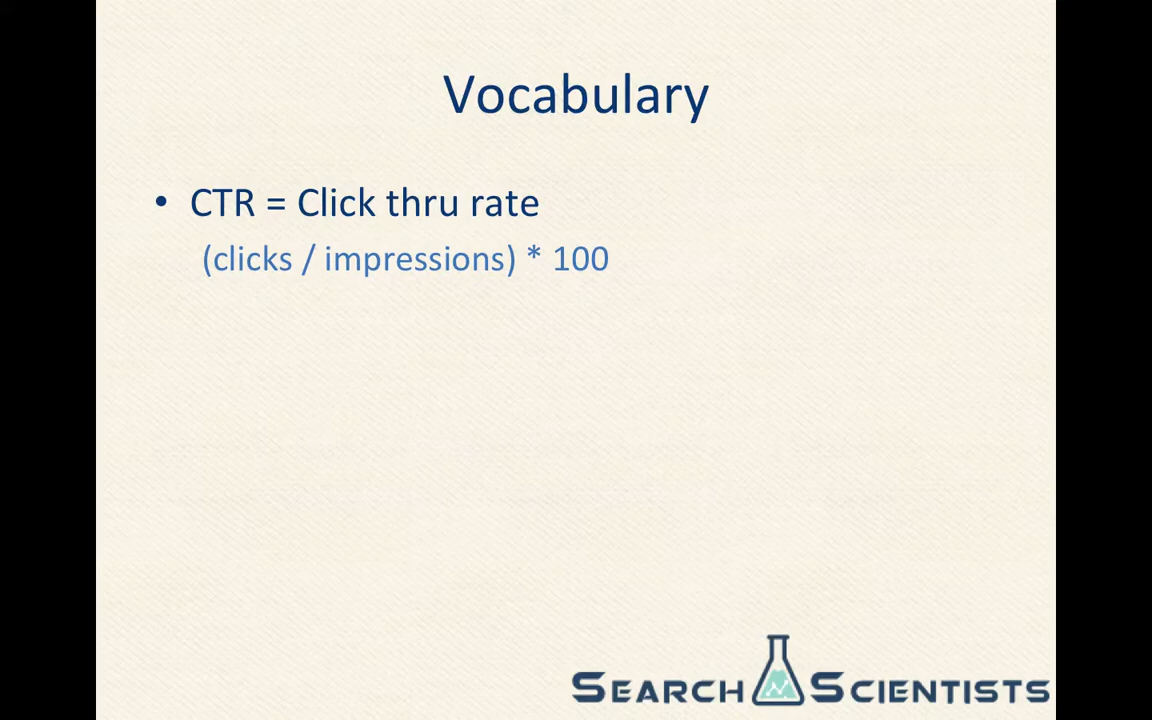 Vocabulary
• CTR = Click thru rate
(clicks / impressions) * 100
SEARCH SCIENTISTS